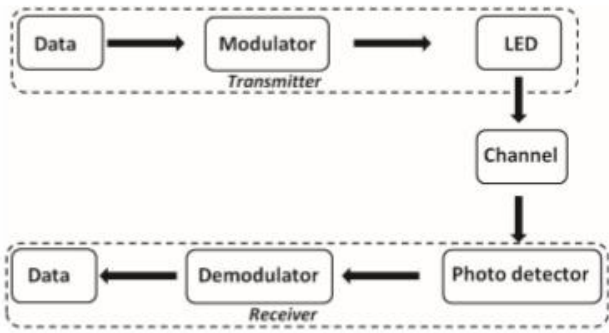 Data
Modulator
LED
Transmitter
Channel
Data
Demodulator
Photo detector
Receiver